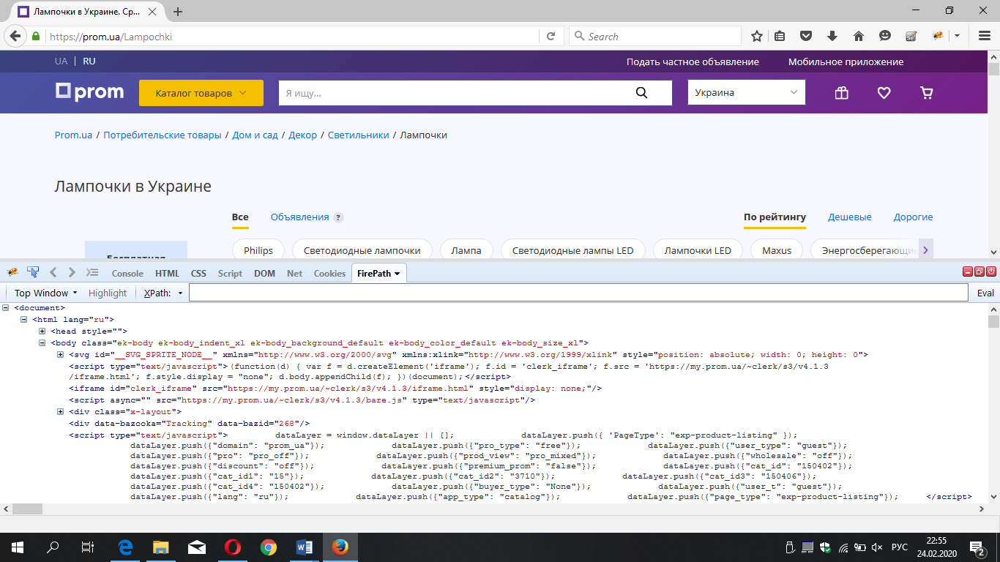 Лампочки в Украине. Ср...
https://prom.ua/Lampochki
Search
UA | RU
Подать частное объявление
Мобильное приложение
prom
Каталог товаров
Я ищу...
Украина
Prom.ua / Потребительские товары / Дом и сад / Декор / Светильники / Лампочки
Лампочки в Украине
Все
Объявления ?
По рейтингу
Дешевые
Дорогие
Philips
Светодиодные лампочки
Лампа
Светодиодные лампы LED
Лампочки LED
Maxus
Энергосберегающие
Бесплатная
Console HTML CSS Script DOM Net Cookies FirePath
Top Window Highlight XPath: Eval
<document>
<html lang="ru">
<head style="">
<body class="ek-body ek-body_indent_xl ek-body_background_default ek-body_color_default ek-body_size_xl">
<svg id="__SVG_SPRITE_NODE__" xmlns="http://www.w3.org/2000/svg" xmlns:xlink="http://www.w3.org/1999/xlink" style="position: absolute; width: 0; height: 0">
<script type="text/javascript">(function(d) { var f = d.createElement('iframe'); f.id = 'clerk_iframe'; f.src = 'https://my.prom.ua/~clerk/s3/v4.1.3
/iframe.html'; f.style.display = "none"; d.body.appendChild(f); })(document);</script>
<iframe id="clerk_iframe" src="https://my.prom.ua/~clerk/s3/v4.1.3/iframe.html" style="display: none;"/>
<script async="" src="https://my.prom.ua/~clerk/s3/v4.1.3/bare.js" type="text/javascript"/>
<div class="x-layout">
<div data-bazooka="Tracking" data-bazid="268"/>
<script type="text/javascript"> dataLayer = window.dataLayer || []; dataLayer.push({ 'PageType': "exp-product-listing" });
dataLayer.push({"domain": "prom_ua"}); dataLayer.push({"pro_type": "free"}); dataLayer.push({"user_type": "guest"});
dataLayer.push({"pro": "pro_off"}); dataLayer.push({"prod_view": "pro_mixed"}); dataLayer.push({"wholesale": "off"});
dataLayer.push({"discount": "off"}); dataLayer.push({"premium_prom": "false"}); dataLayer.push({"cat_id": "150402"});
dataLayer.push({"cat_id1": "15"}); dataLayer.push({"cat_id2": "3710"}); dataLayer.push({"cat_id3": "150406"});
dataLayer.push({"cat_id4": "150402"}); dataLayer.push({"buyer_type": "None"}); dataLayer.push({"user_t": "guest"});
dataLayer.push({"lang": "ru"}); dataLayer.push({"app_type": "catalog"}); dataLayer.push({"page_type": "exp-product-listing"}); </script>
РУС
22:55
24.02.2020
2